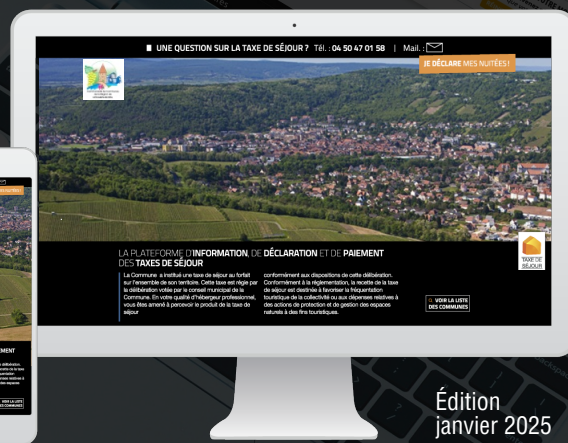 UNE QUESTION SUR LA TAXE DE SÉJOUR ? Tél. : 04 50 47 01 58 | Mail. :
JE DÉCLARE MES NUITÉES !
LA PLATEFORME D'INFORMATION, DE DÉCLARATION ET DE PAIEMENT
DES TAXES DE SÉJOUR
La Commune a institué une taxe de séjour au forfait
sur l'ensemble de son territoire. Cette taxe est régie par
la délibération votée par le conseil municipal de la
Commune. En votre qualité d'hébergeur professionnel,
vous êtes amené à percevoir le produit de la taxe de
séjour
conformément aux dispositions de cette délibération.
Conformément à la réglementation, la recette de la taxe
de séjour est destinée à favoriser la fréquentation
touristique de la collectivité ou aux dépenses relatives à
des actions de protection et de gestion des espaces
naturels à des fins touristiques.
TAXE DE
SÉJOUR
VOIR LA LISTE
DES COMMUNES
EMENT
VOIR LA LISTE
DES COMMUNES
Édition
janvier 2025